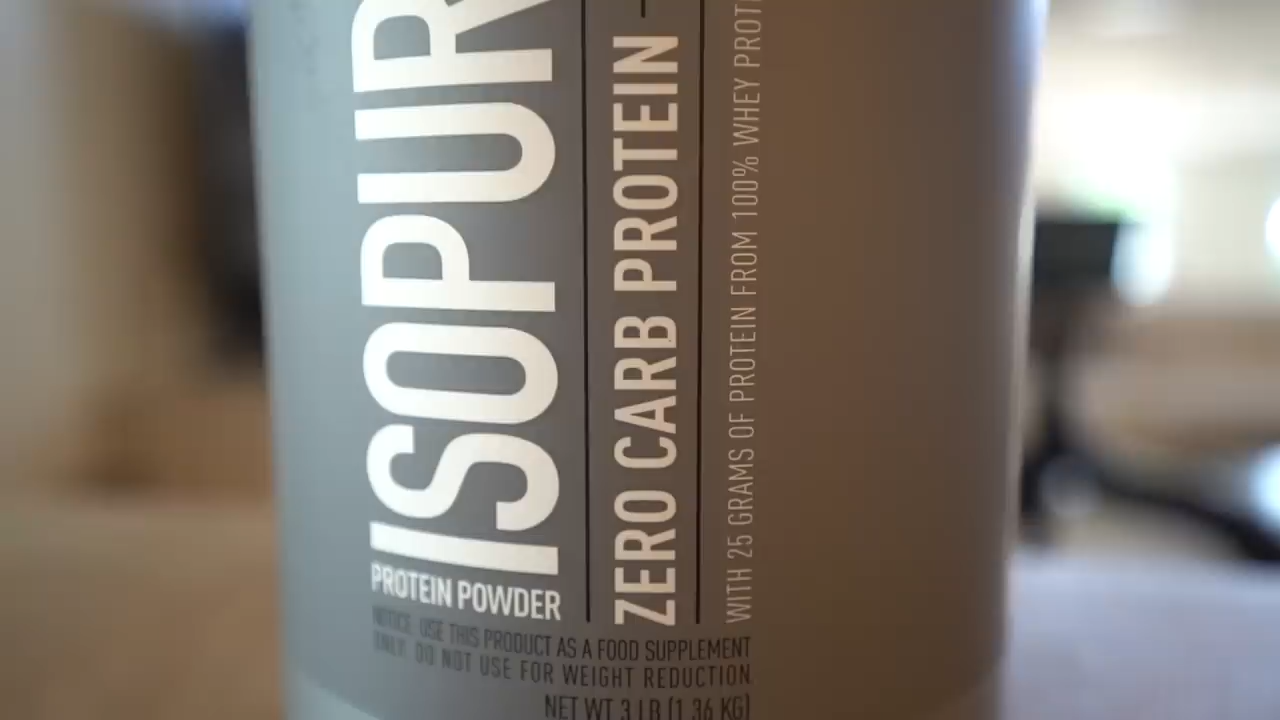 ISOPUR
ZERO CARB PROTEIN
WITH 25 GRAMS OF PROTEIN FROM 100% WHEY PROT
PROTEIN POWDER
NOTICE: USE THIS PRODUCT AS A FOOD SUPPLEMENT
ONLY. DO NOT USE FOR WEIGHT REDUCTION.
NET WT 3 LB (1.36 KG)